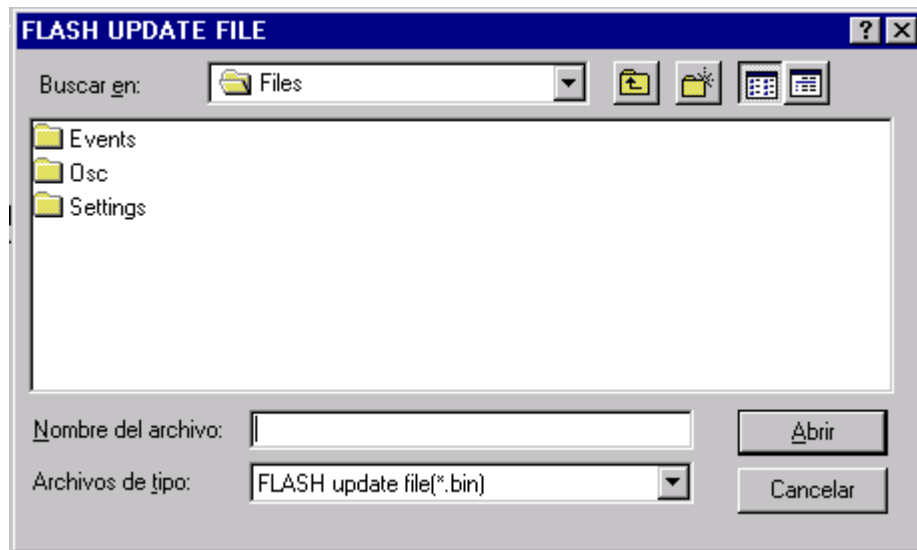 FLASH UPDATE FILE
Buscar en: Files
Events
Osc
Settings
Nombre del archivo: Abrir
Archivos de tipo: FLASH update file(*.bin) Cancelar